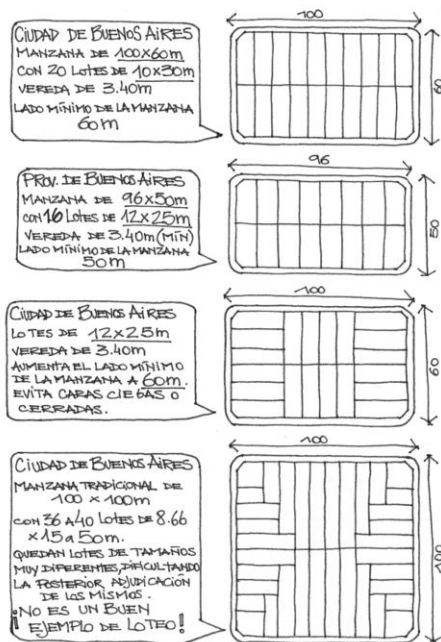 CIUDAD DE BUENOS AIRES
MANZANA DE 100x60m
CON 20 LOTES DE 10x30m
VEREDA DE 3.40m
LADO MÍNIMO DE LA MANZANA
60m
100
60
PROV. DE BUENOS AIRES
MANZANA DE 96x50m
CON 16 LOTES DE 12x25m
VEREDA DE 3.40m (MÍN)
LADO MÍNIMO DE LA MANZANA
50m
96
50
CIUDAD DE BUENOS AIRES
LOTES DE 12x25m
VEREDA DE 3.40m
AUMENTA EL LADO MÍNIMO
DE LA MANZANA A 60m.
EVITA CARAS CIEGAS O
CERRADAS.
100
60
CIUDAD DE BUENOS AIRES
MANZANA TRADICIONAL DE
100 x 100m
CON 36 A 40 LOTES DE 8.66
x 15 a 50m.
QUEDAN LOTES DE TAMAÑOS
MUY DIFERENTES, DIFICULTANDO
LA POSTERIOR ADJUDICACIÓN
DE LOS MISMOS.
¡NO ES UN BUEN
EJEMPLO DE LOTEO!
100
100